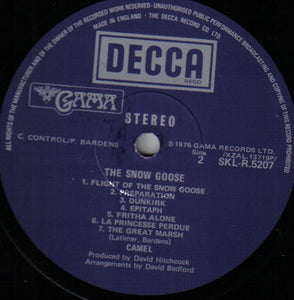 ALL RIGHTS OF THE MANUFACTURER AND OF THE OWNER OF THE RECORDED WORK RESERVED · UNAUTHORISED PUBLIC PERFORMANCE BROADCASTING AND COPYING OF THIS RECORD PROHIBITED
MADE IN ENGLAND · THE DECCA RECORD CO. LTD.
DECCA
REGD
GAMA
STEREO
C. CONTROL/P. BARDENS
℗1975 GAMA RECORDS LTD.
Side
2
(XZAL.13719P)
SKL-R.5207
THE SNOW GOOSE
1. FLIGHT OF THE SNOW GOOSE
2. PREPARATION
3. DUNKIRK
4. EPITAPH
5. FRITHA ALONE
6. LA PRINCESSE PERDUE
7. THE GREAT MARSH
(Latimer, Bardens)
CAMEL
Produced by David Hitchcock
Arrangements by David Bedford